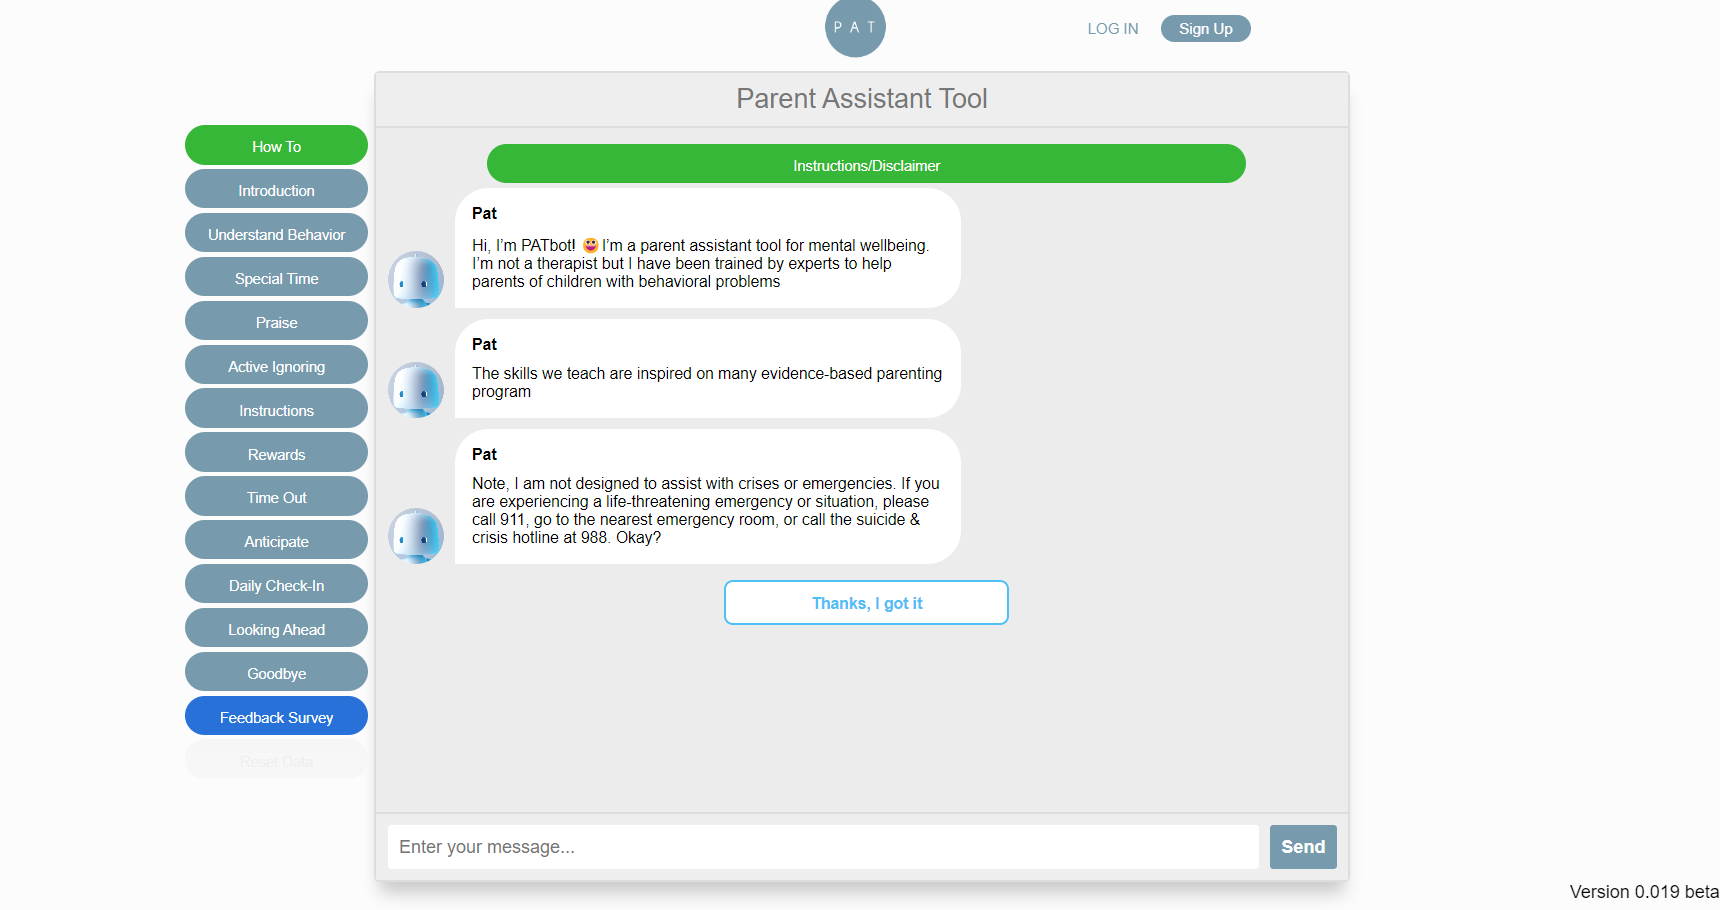 P A T
LOG IN
Sign Up
Parent Assistant Tool
How To
Introduction
Understand Behavior
Special Time
Praise
Active Ignoring
Instructions
Rewards
Time Out
Anticipate
Daily Check-In
Looking Ahead
Goodbye
Feedback Survey
Reset Data
Instructions/Disclaimer
Pat
Hi, I’m PATbot! 😀 I’m a parent assistant tool for mental wellbeing.
I’m not a therapist but I have been trained by experts to help
parents of children with behavioral problems
Pat
The skills we teach are inspired on many evidence-based parenting
program
Pat
Note, I am not designed to assist with crises or emergencies. If you
are experiencing a life-threatening emergency or situation, please
call 911, go to the nearest emergency room, or call the suicide &
crisis hotline at 988. Okay?
Thanks, I got it
Enter your message...
Send
Version 0.019 beta